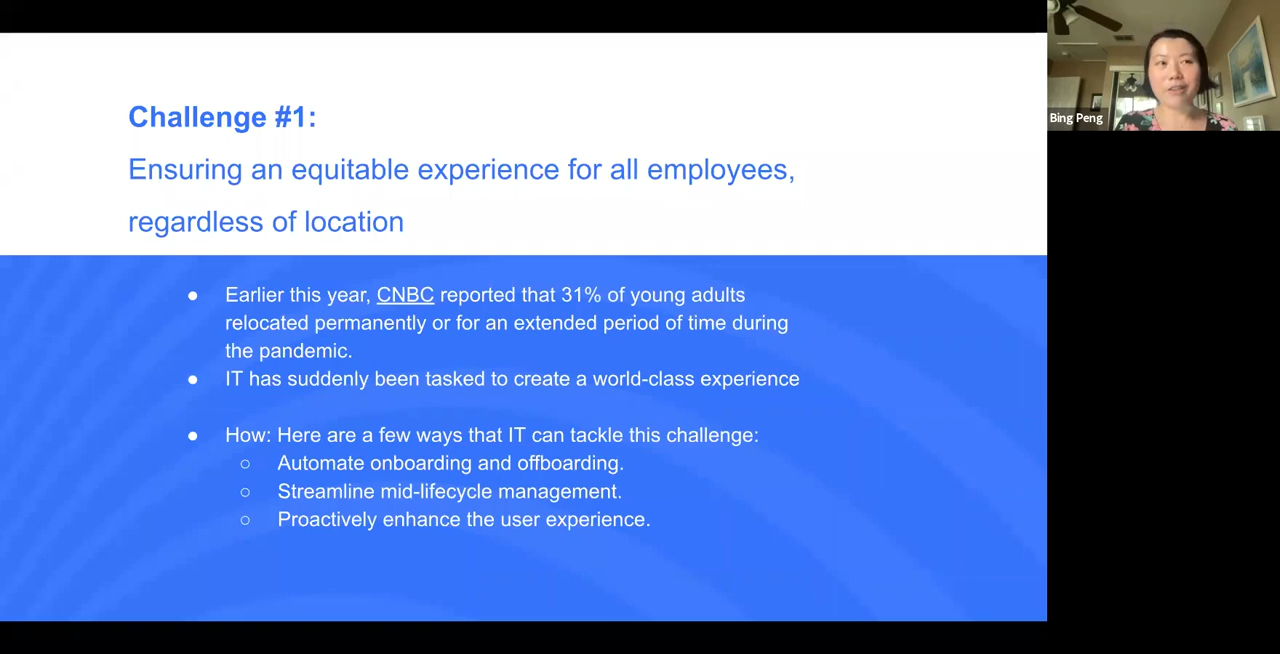 Challenge #1:
Ensuring an equitable experience for all employees,
regardless of location
● Earlier this year, CNBC reported that 31% of young adults
relocated permanently or for an extended period of time during
the pandemic.
● IT has suddenly been tasked to create a world-class experience
● How: Here are a few ways that IT can tackle this challenge:
○ Automate onboarding and offboarding.
○ Streamline mid-lifecycle management.
○ Proactively enhance the user experience.
Bing Peng